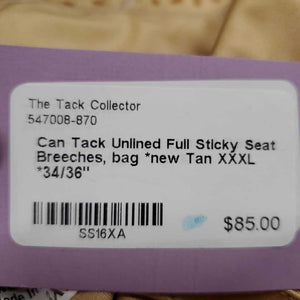 The Tack Collector
547008-870
Can Tack Unlined Full Sticky Seat
Breeches, bag *new Tan XXXL
*34/36"
SS16XA
$85.00